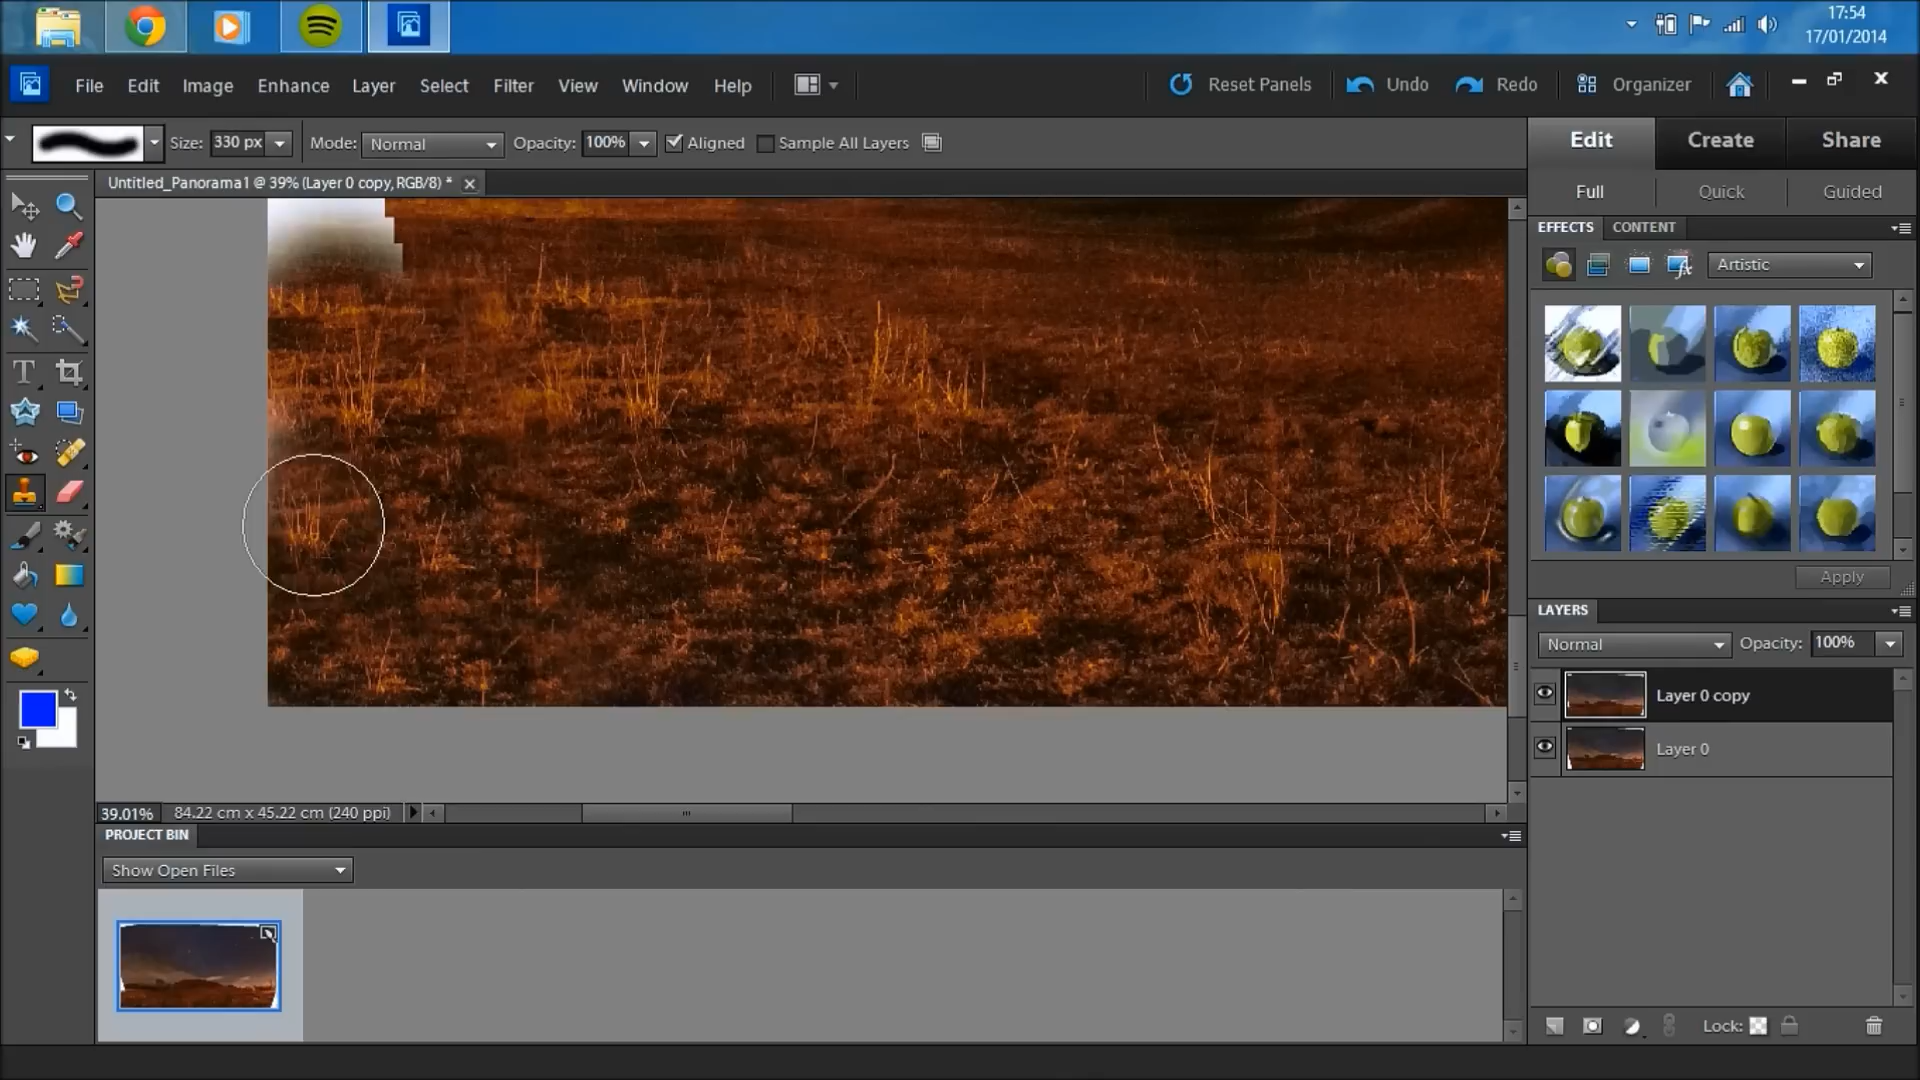 17:54
17/01/2014
File Edit Image Enhance Layer Select Filter View Window Help Reset Panels Undo Redo Organizer
Size: 330 px Mode: Normal Opacity: 100% Aligned Sample All Layers
Edit Create Share
Untitled_Panorama1 @ 39% (Layer 0 copy, RGB/8) *
Full Quick Guided
EFFECTS CONTENT
Artistic
Apply
LAYERS
Normal Opacity: 100%
Layer 0 copy
Layer 0
39.01% 84.22 cm x 45.22 cm (240 ppi)
PROJECT BIN
Show Open Files
Lock: